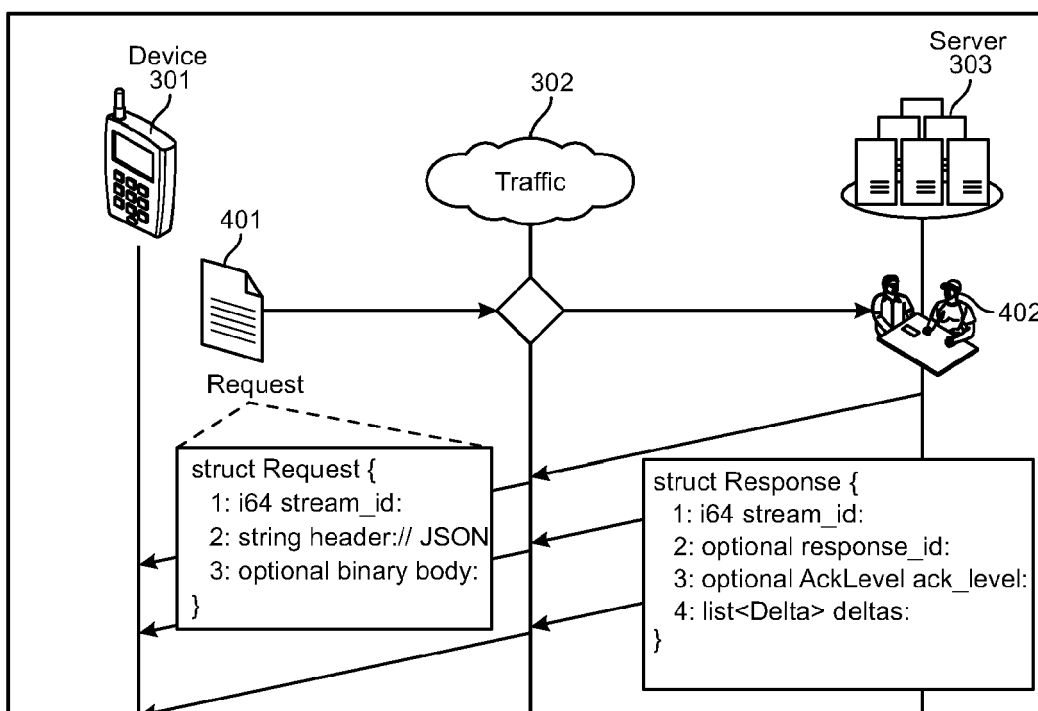 Device
301
302
Server
303
Traffic
401
402
Request
struct Request {
1: i64 stream_id:
2: string header:// JSON
3: optional binary body:
}
struct Response {
1: i64 stream_id:
2: optional response_id:
3: optional AckLevel ack_level:
4: list<Delta> deltas:
}